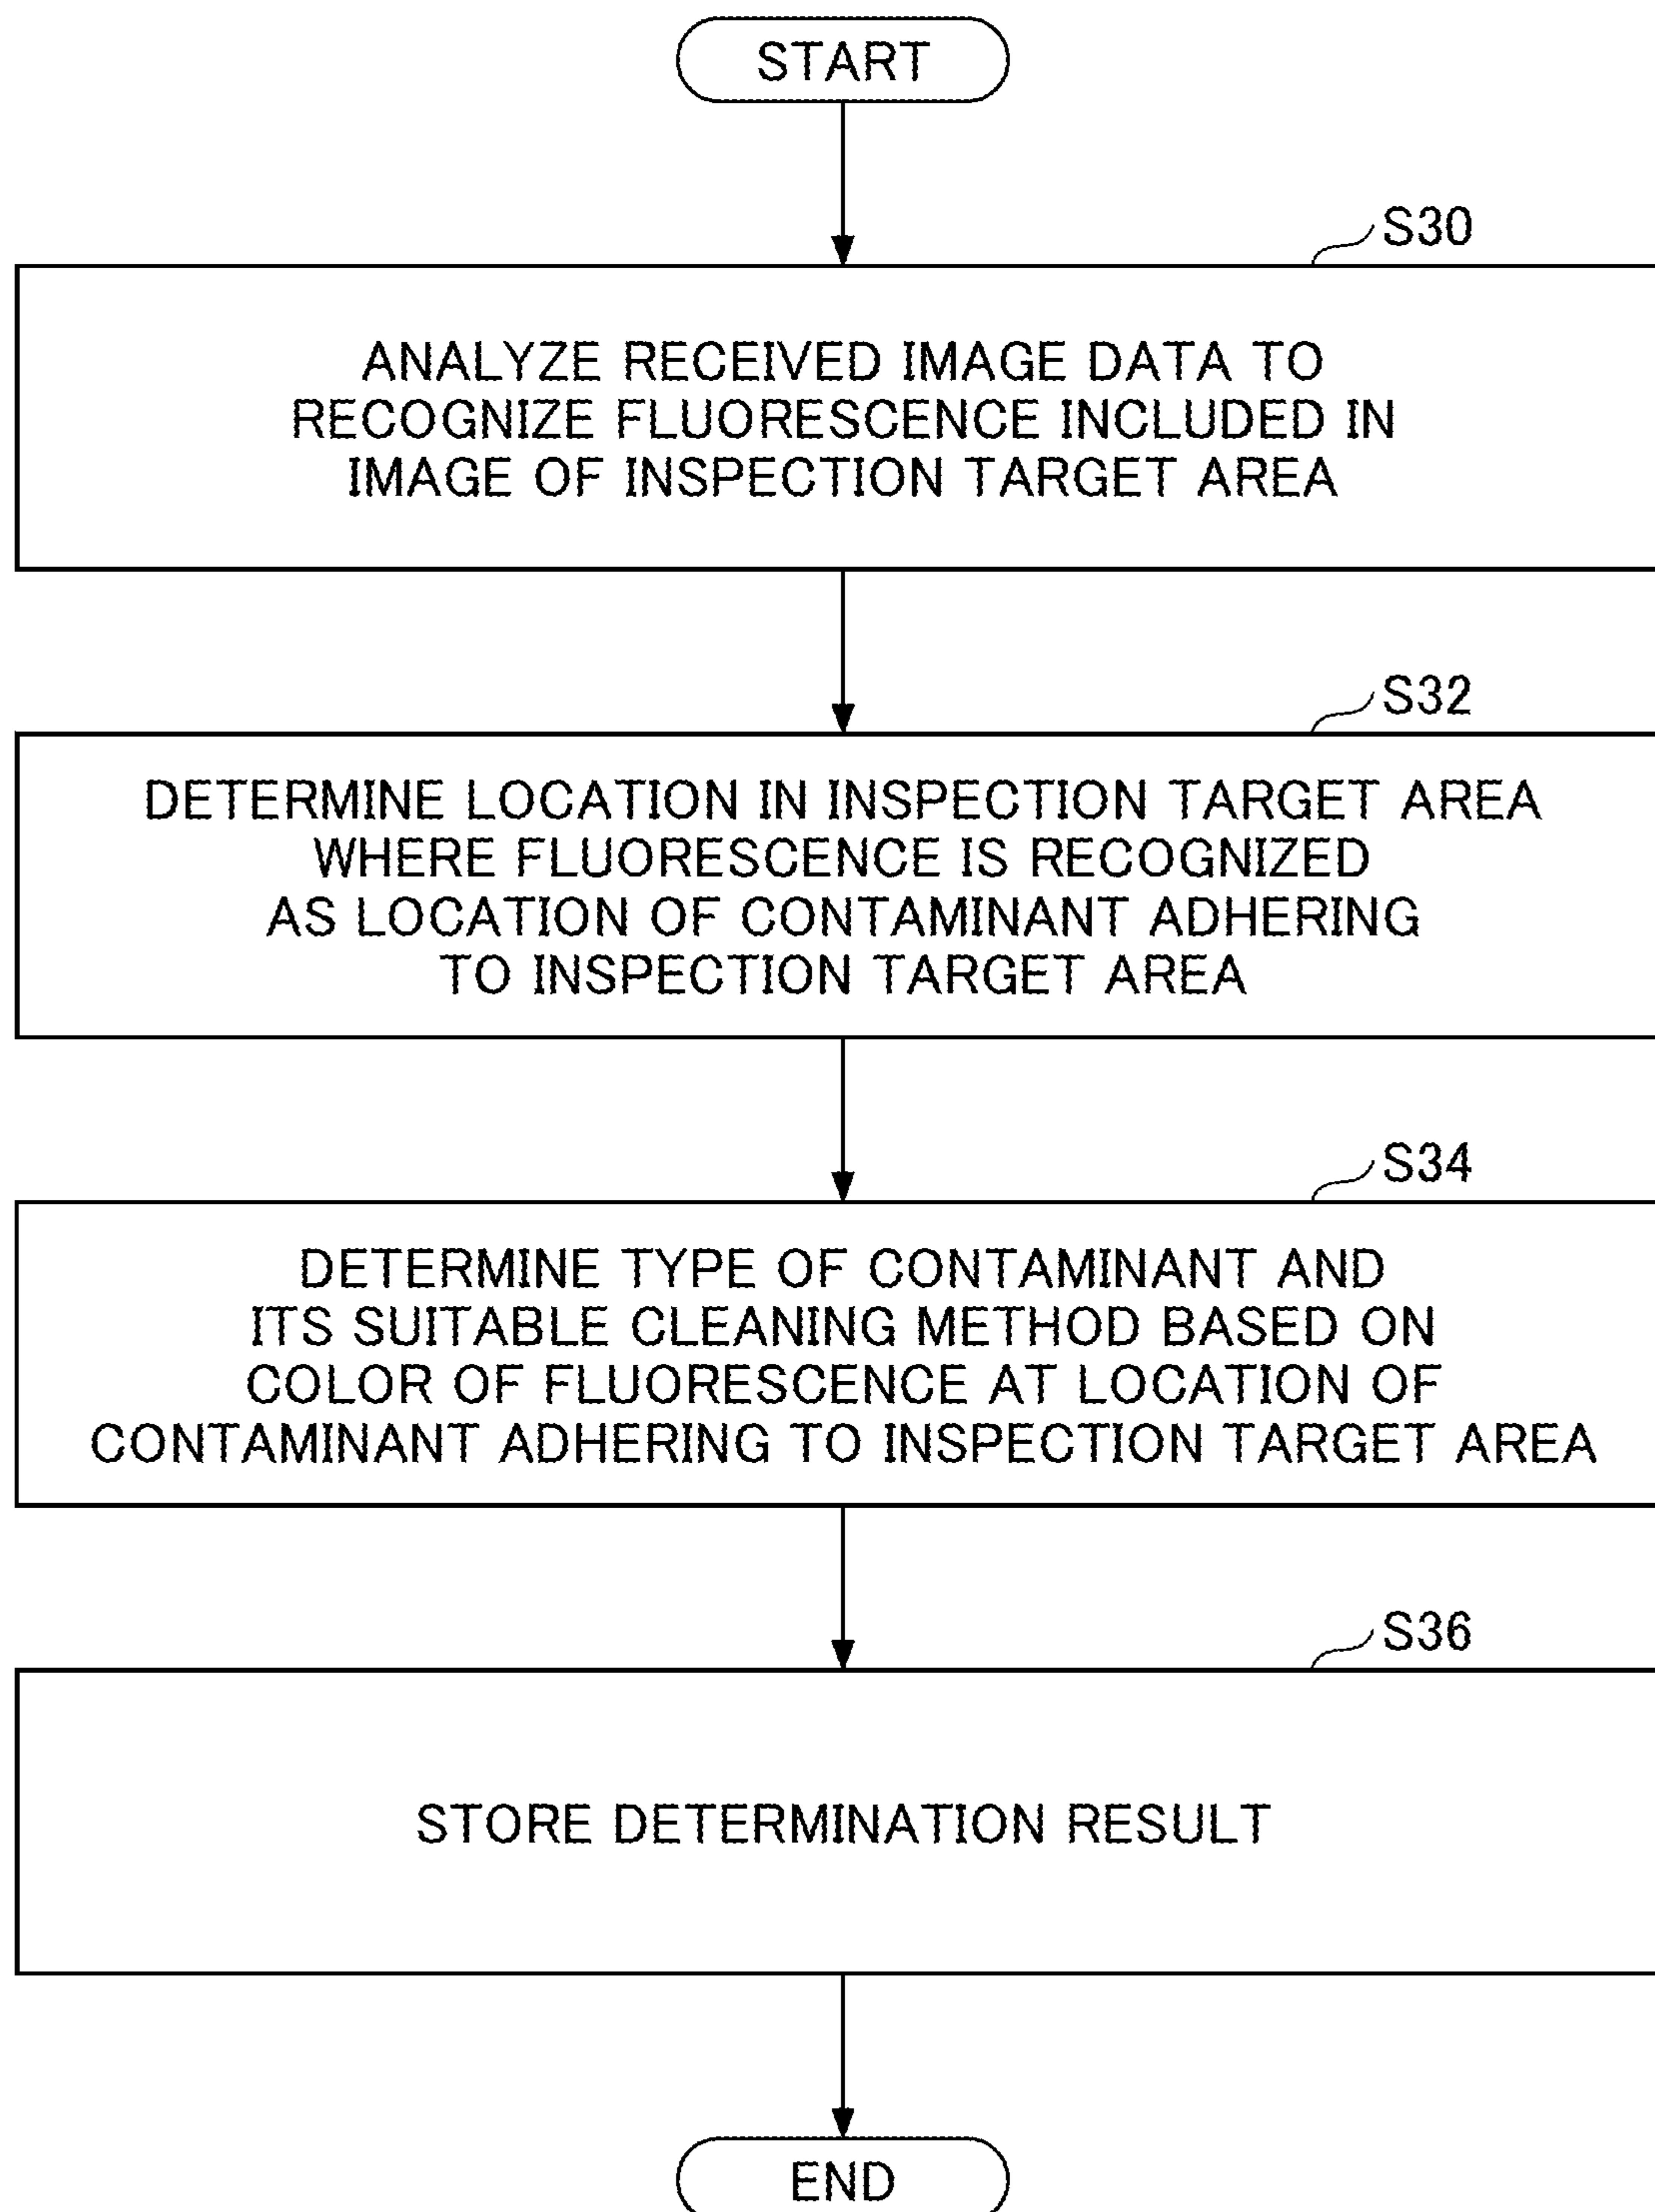 START
S30
ANALYZE RECEIVED IMAGE DATA TO
RECOGNIZE FLUORESCENCE INCLUDED IN
IMAGE OF INSPECTION TARGET AREA
S32
DETERMINE LOCATION IN INSPECTION TARGET AREA
WHERE FLUORESCENCE IS RECOGNIZED
AS LOCATION OF CONTAMINANT ADHERING
TO INSPECTION TARGET AREA
S34
DETERMINE TYPE OF CONTAMINANT AND
ITS SUITABLE CLEANING METHOD BASED ON
COLOR OF FLUORESCENCE AT LOCATION OF
CONTAMINANT ADHERING TO INSPECTION TARGET AREA
S36
STORE DETERMINATION RESULT
END